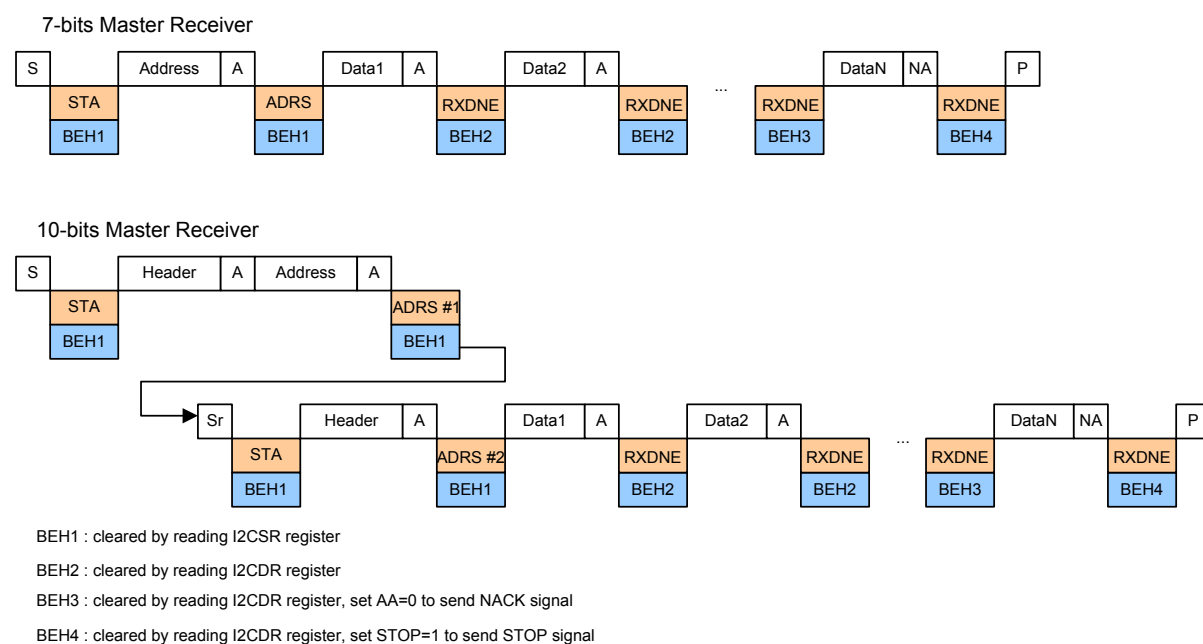 7-bits Master Receiver
S Address A Data1 A Data2 A DataN NA P
...
STA ADRS RXDNE RXDNE RXDNE RXDNE
BEH1 BEH1 BEH2 BEH2 BEH3 BEH4
10-bits Master Receiver
S Header A Address A
STA ADRS #1
BEH1 BEH1
Sr Header A Data1 A Data2 A DataN NA P
...
STA ADRS #2 RXDNE RXDNE RXDNE RXDNE
BEH1 BEH1 BEH2 BEH2 BEH3 BEH4
BEH1 : cleared by reading I2CSR register
BEH2 : cleared by reading I2CDR register
BEH3 : cleared by reading I2CDR register, set AA=0 to send NACK signal
BEH4 : cleared by reading I2CDR register, set STOP=1 to send STOP signal